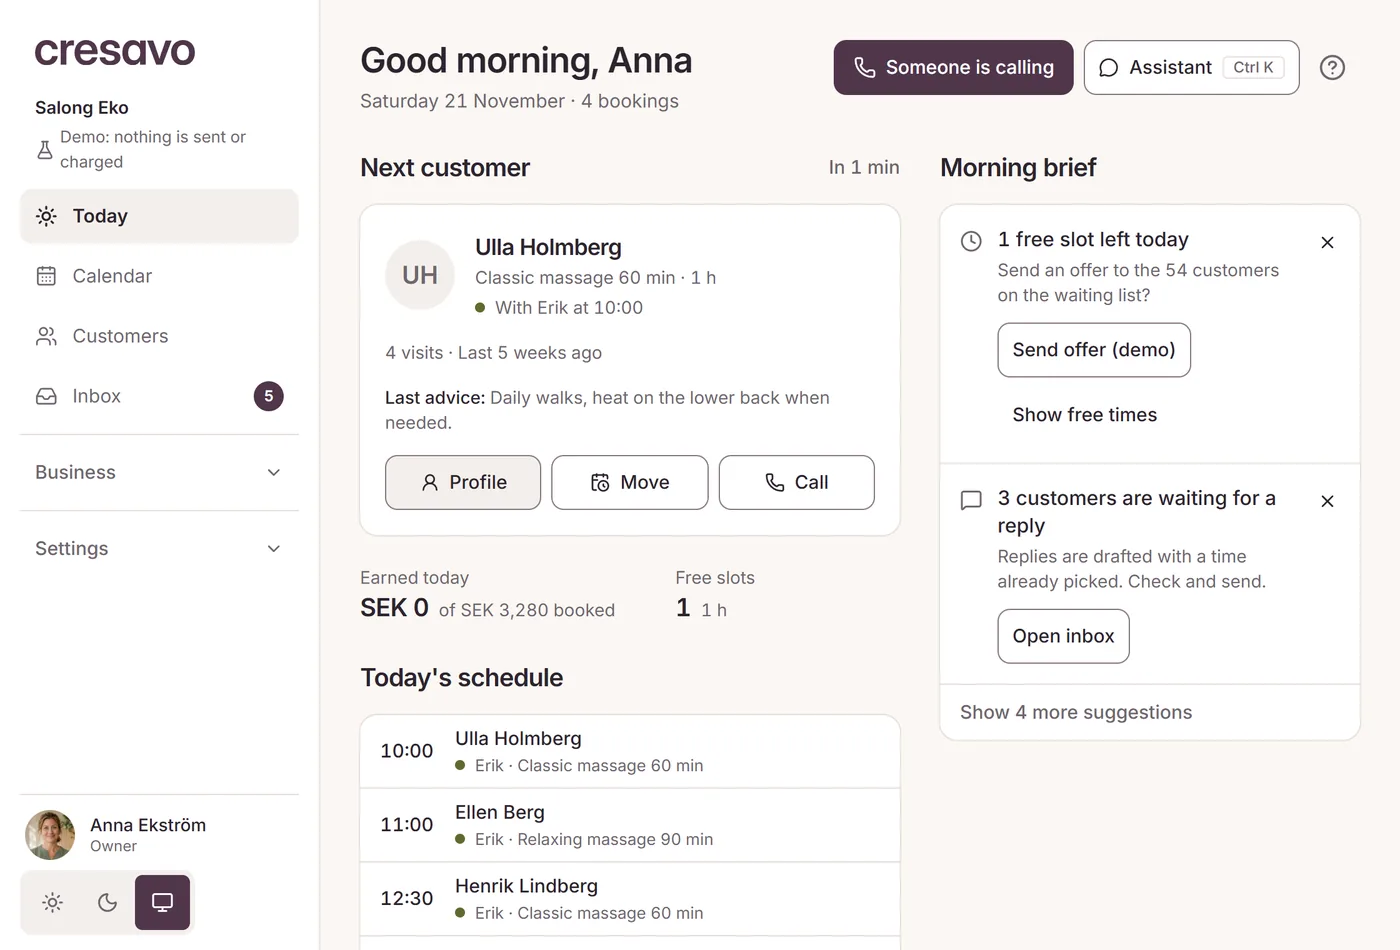 cresavo
Salong Eko
Demo: nothing is sent or
charged
Today
Calendar
Customers
Inbox
5
Business
Settings
Anna Ekström
Owner
Good morning, Anna
Saturday 21 November · 4 bookings
Someone is calling
Assistant
Ctrl K
Next customer
In 1 min
UH
Ulla Holmberg
Classic massage 60 min · 1 h
With Erik at 10:00
4 visits · Last 5 weeks ago
Last advice: Daily walks, heat on the lower back when
needed.
Profile
Move
Call
Earned today
SEK 0 of SEK 3,280 booked
Free slots
1 1 h
Today's schedule
10:00
Ulla Holmberg
Erik · Classic massage 60 min
11:00
Ellen Berg
Erik · Relaxing massage 90 min
12:30
Henrik Lindberg
Erik · Classic massage 60 min
Morning brief
1 free slot left today
Send an offer to the 54 customers
on the waiting list?
Send offer (demo)
Show free times
3 customers are waiting for a
reply
Replies are drafted with a time
already picked. Check and send.
Open inbox
Show 4 more suggestions